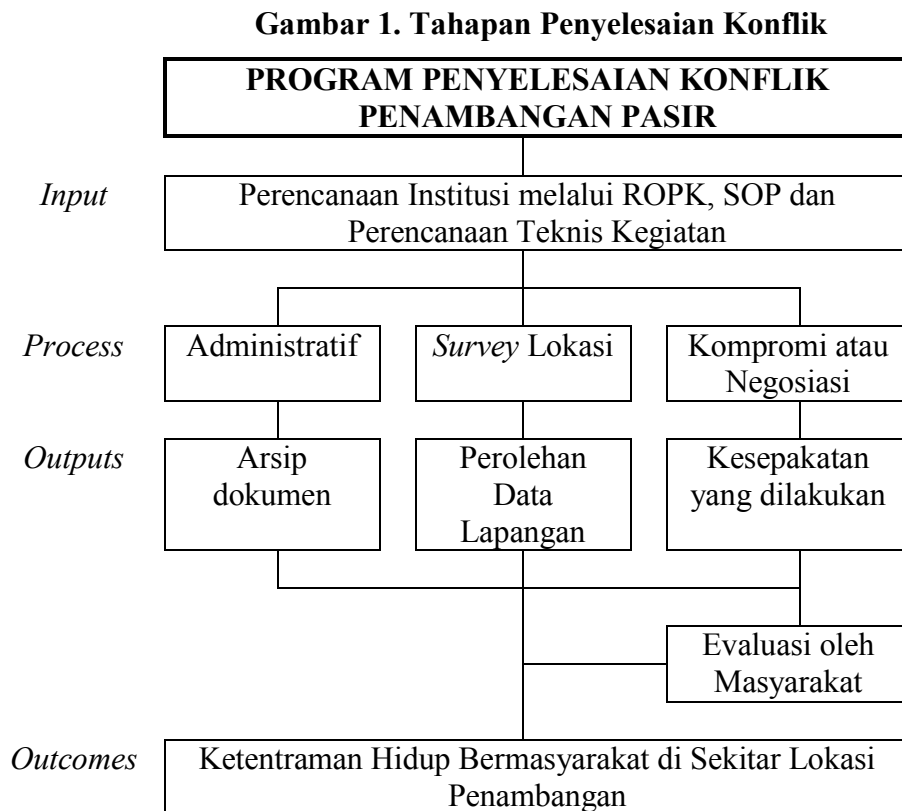 Gambar 1. Tahapan Penyelesaian Konflik
PROGRAM PENYELESAIAN KONFLIK
PENAMBANGAN PASIR
Input
Perencanaan Institusi melalui ROPK, SOP dan
Perencanaan Teknis Kegiatan
Process
Administratif
Survey Lokasi
Kompromi atau
Negosiasi
Outputs
Arsip
dokumen
Perolehan
Data
Lapangan
Kesepakatan
yang dilakukan
Evaluasi oleh
Masyarakat
Outcomes
Ketentraman Hidup Bermasyarakat di Sekitar Lokasi
Penambangan